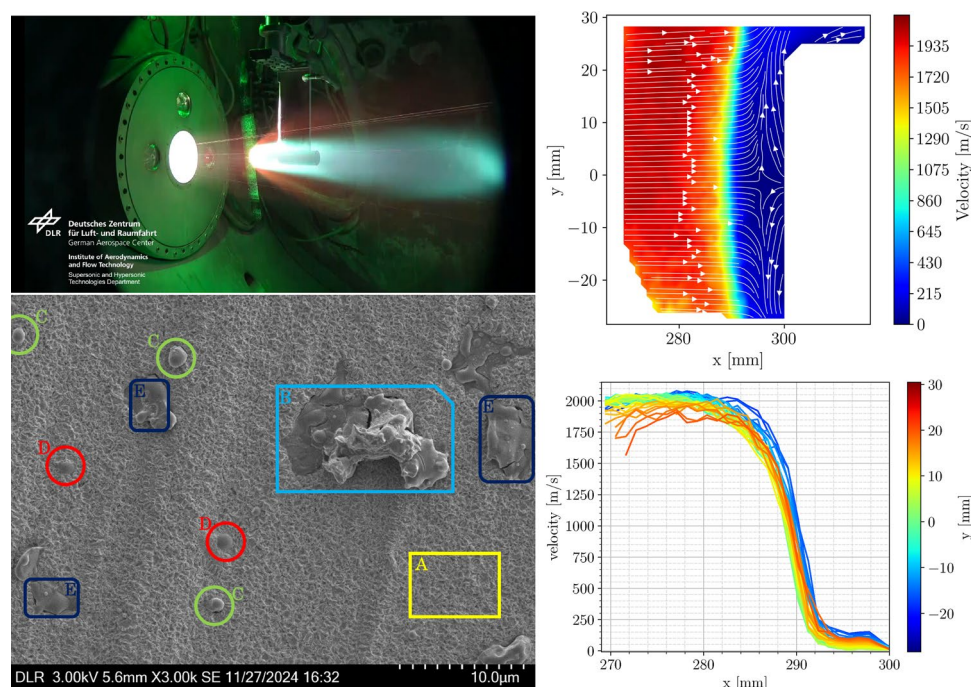 DLR
Deutsches Zentrum
für Luft- und Raumfahrt
German Aerospace Center
Institute of Aerodynamics
and Flow Technology
Supersonic and Hypersonic
Technologies Department
y [mm]
30
20
10
0
−10
−20
280
290
300
x [mm]
1935
1720
1505
1290
1075
860
645
430
215
0
Velocity [m/s]
C
C
E
B
E
D
D
A
E
C
DLR 3.00kV 5.6mm X3.00k SE 11/27/2024 16:32
10.0μm
velocity [m/s]
2000
1750
1500
1250
1000
750
500
250
0
270
280
290
300
x [mm]
30
20
10
0
−10
−20
y [mm]